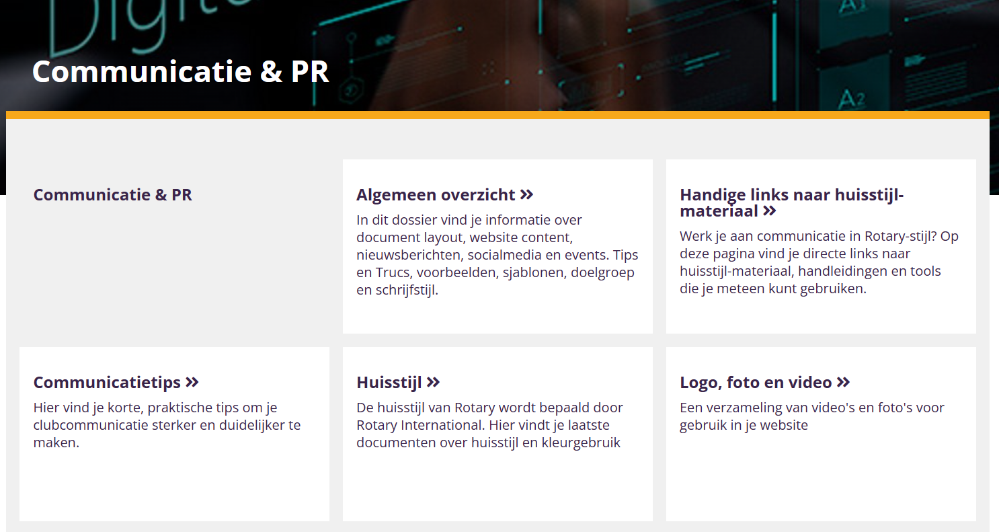 Communicatie & PR
A2
Communicatie & PR
Algemeen overzicht »
In dit dossier vind je informatie over
document layout, website content,
nieuwsberichten, socialmedia en events. Tips
en Trucs, voorbeelden, sjablonen, doelgroep
en schrijfstijl.
Handige links naar huisstijl-
materiaal »
Werk je aan communicatie in Rotary-stijl? Op
deze pagina vind je directe links naar
huisstijl-materiaal, handleidingen en tools
die je meteen kunt gebruiken.
Communicatietips »
Hier vind je korte, praktische tips om je
clubcommunicatie sterker en duidelijker te
maken.
Huisstijl »
De huisstijl van Rotary wordt bepaald door
Rotary International. Hier vindt je laatste
documenten over huisstijl en kleurgebruik
Logo, foto en video »
Een verzameling van video's en foto's voor
gebruik in je website